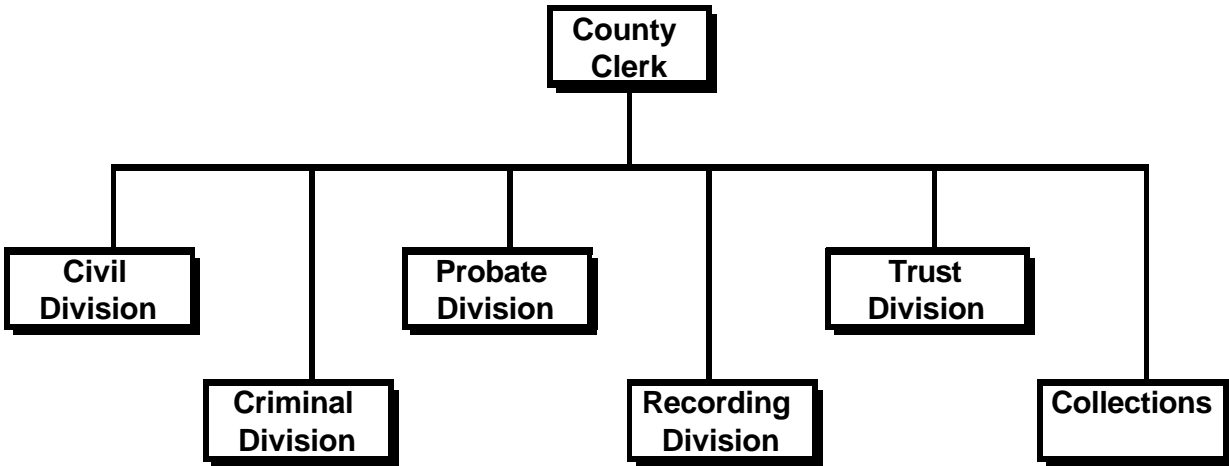 County
Clerk
Civil
Division
Probate
Division
Trust
Division
Criminal
Division
Recording
Division
Collections